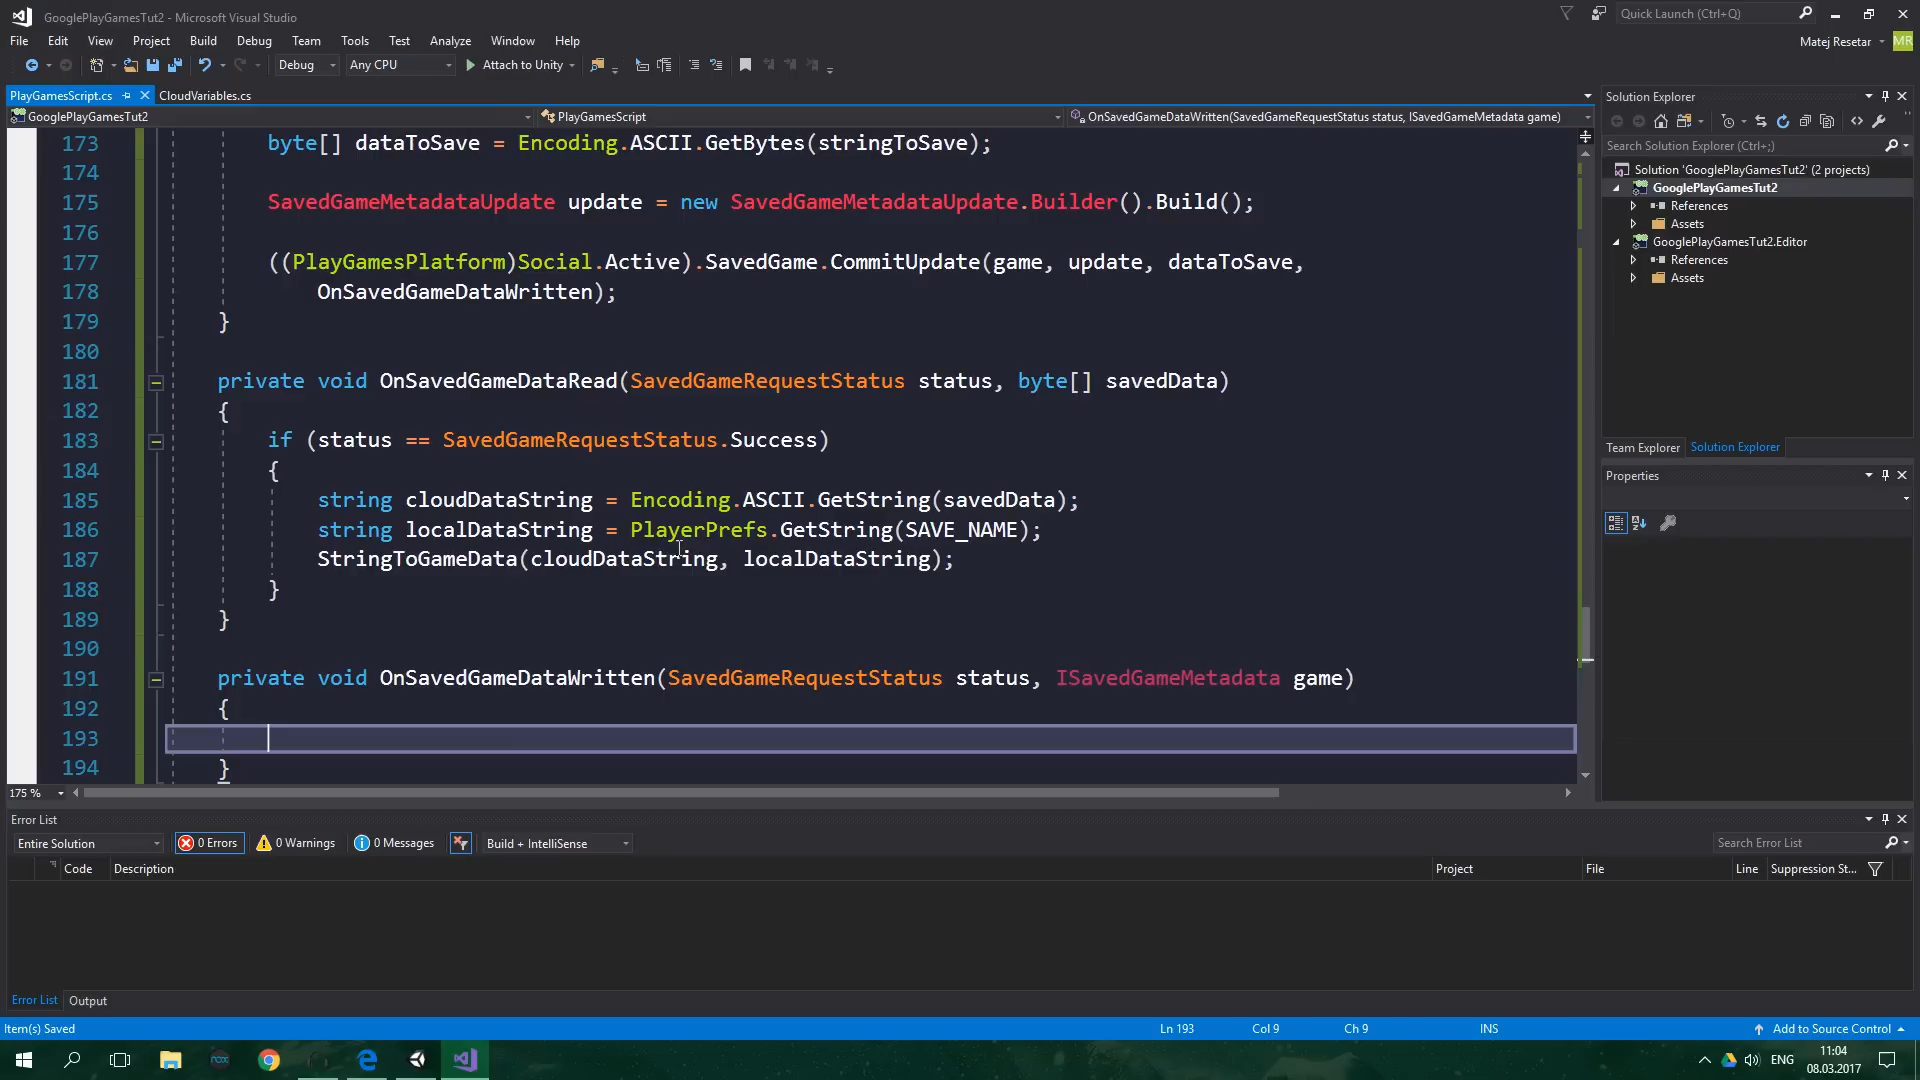 GooglePlayGamesTut2 - Microsoft Visual Studio
Quick Launch (Ctrl+Q)
File Edit View Project Build Debug Team Tools Test Analyze Window Help
Matej Resetar MR
Debug Any CPU Attach to Unity
PlayGamesScript.cs CloudVariables.cs
GooglePlayGamesTut2 PlayGamesScript OnSavedGameDataWritten(SavedGameRequestStatus status, ISavedGameMetadata game)
173 byte[] dataToSave = Encoding.ASCII.GetBytes(stringToSave);
174
175 SavedGameMetadataUpdate update = new SavedGameMetadataUpdate.Builder().Build();
176
177 ((PlayGamesPlatform)Social.Active).SavedGame.CommitUpdate(game, update, dataToSave,
178 OnSavedGameDataWritten);
179 }
180
181 private void OnSavedGameDataRead(SavedGameRequestStatus status, byte[] savedData)
182 {
183 if (status == SavedGameRequestStatus.Success)
184 {
185 string cloudDataString = Encoding.ASCII.GetString(savedData);
186 string localDataString = PlayerPrefs.GetString(SAVE_NAME);
187 StringToGameData(cloudDataString, localDataString);
188 }
189 }
190
191 private void OnSavedGameDataWritten(SavedGameRequestStatus status, ISavedGameMetadata game)
192 {
193
194 }
175 %
Solution Explorer
Search Solution Explorer (Ctrl+;)
Solution 'GooglePlayGamesTut2' (2 projects)
GooglePlayGamesTut2
References
Assets
GooglePlayGamesTut2.Editor
References
Assets
Team Explorer Solution Explorer
Properties
Error List
Entire Solution 0 Errors 0 Warnings 0 Messages Build + IntelliSense Search Error List
Code Description Project File Line Suppression St...
Error List Output
Item(s) Saved Ln 193 Col 9 Ch 9 INS Add to Source Control
nox ENG 11:04
08.03.2017